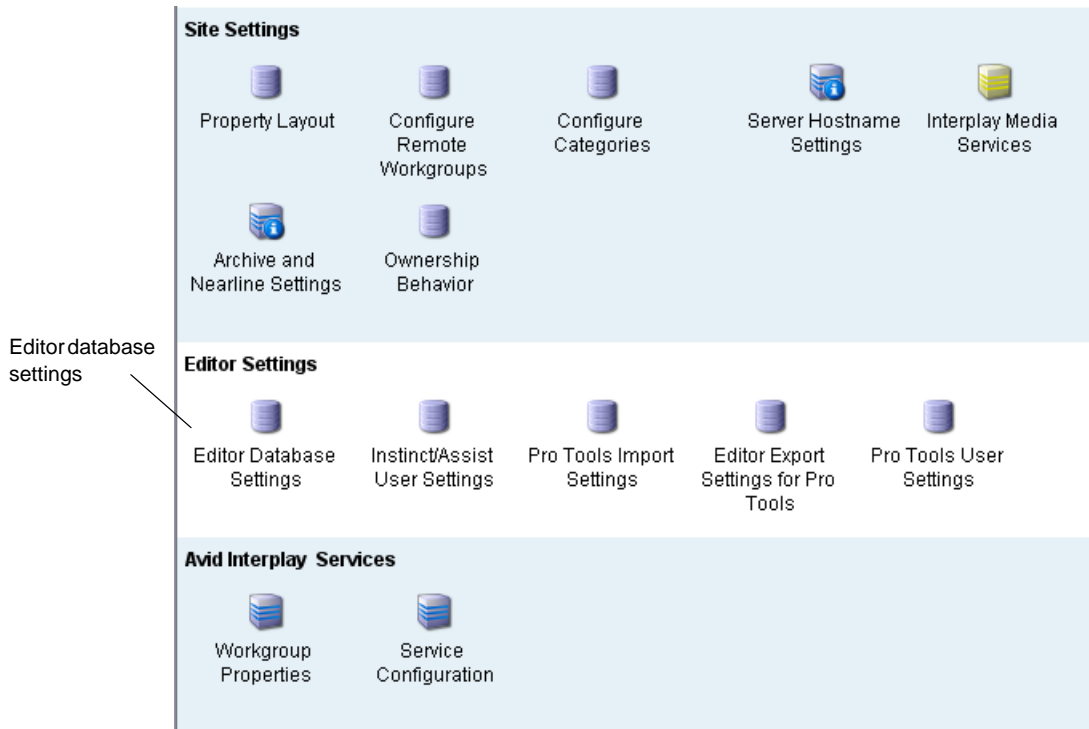 Site Settings
Property Layout
Configure
Remote
Workgroups
Configure
Categories
Server Hostname
Settings
Interplay Media
Services
Archive and
Nearline Settings
Ownership
Behavior
Editor database
settings
Editor Settings
Editor Database
Settings
Instinct/Assist
User Settings
Pro Tools Import
Settings
Editor Export
Settings for Pro
Tools
Pro Tools User
Settings
Avid Interplay Services
Workgroup
Properties
Service
Configuration